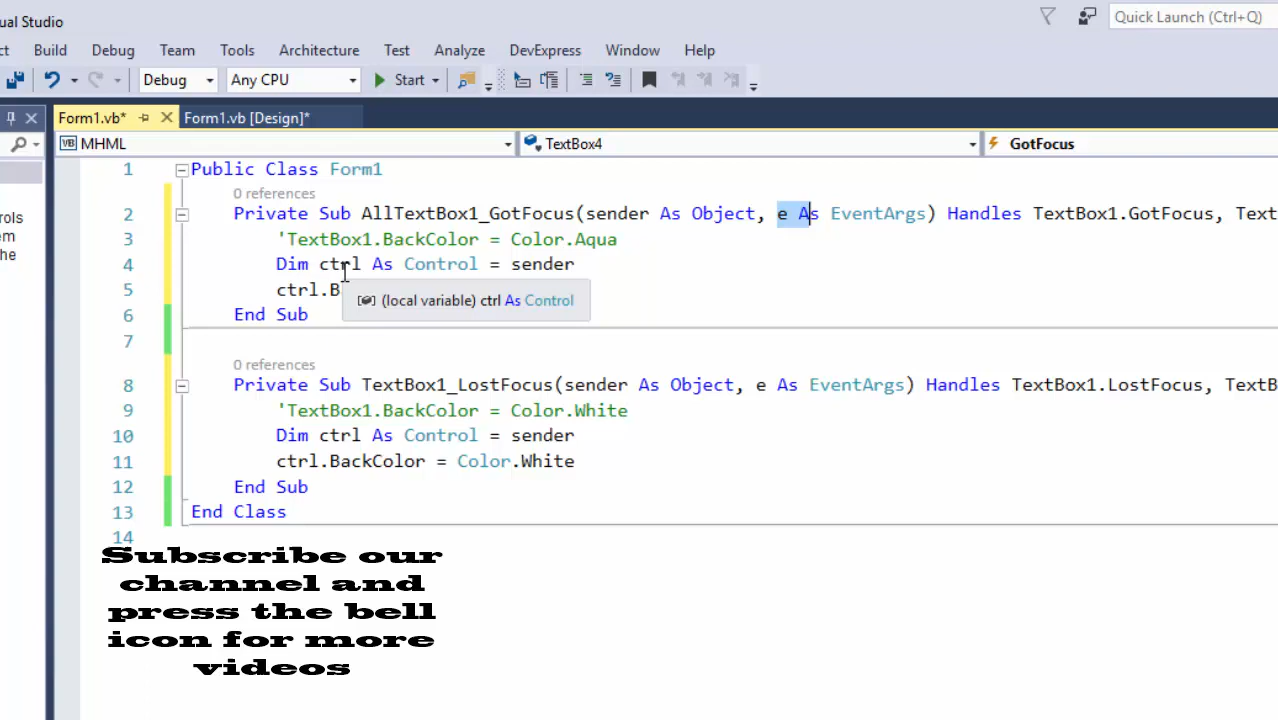 ual Studio
Quick Launch (Ctrl+Q)
ct Build Debug Team Tools Architecture Test Analyze DevExpress Window Help
Debug Any CPU Start
Form1.vb* Form1.vb [Design]*
VB MHML TextBox4 GotFocus
1 Public Class Form1
0 references
2 Private Sub AllTextBox1_GotFocus(sender As Object, e As EventArgs) Handles TextBox1.GotFocus, Text
3 'TextBox1.BackColor = Color.Aqua
4 Dim ctrl As Control = sender
5 ctrl.B
(local variable) ctrl As Control
6 End Sub
7
0 references
8 Private Sub TextBox1_LostFocus(sender As Object, e As EventArgs) Handles TextBox1.LostFocus, TextB
9 'TextBox1.BackColor = Color.White
10 Dim ctrl As Control = sender
11 ctrl.BackColor = Color.White
12 End Sub
13 End Class
14
rols
em
the
Subscribe our
channel and
press the bell
icon for more
videos